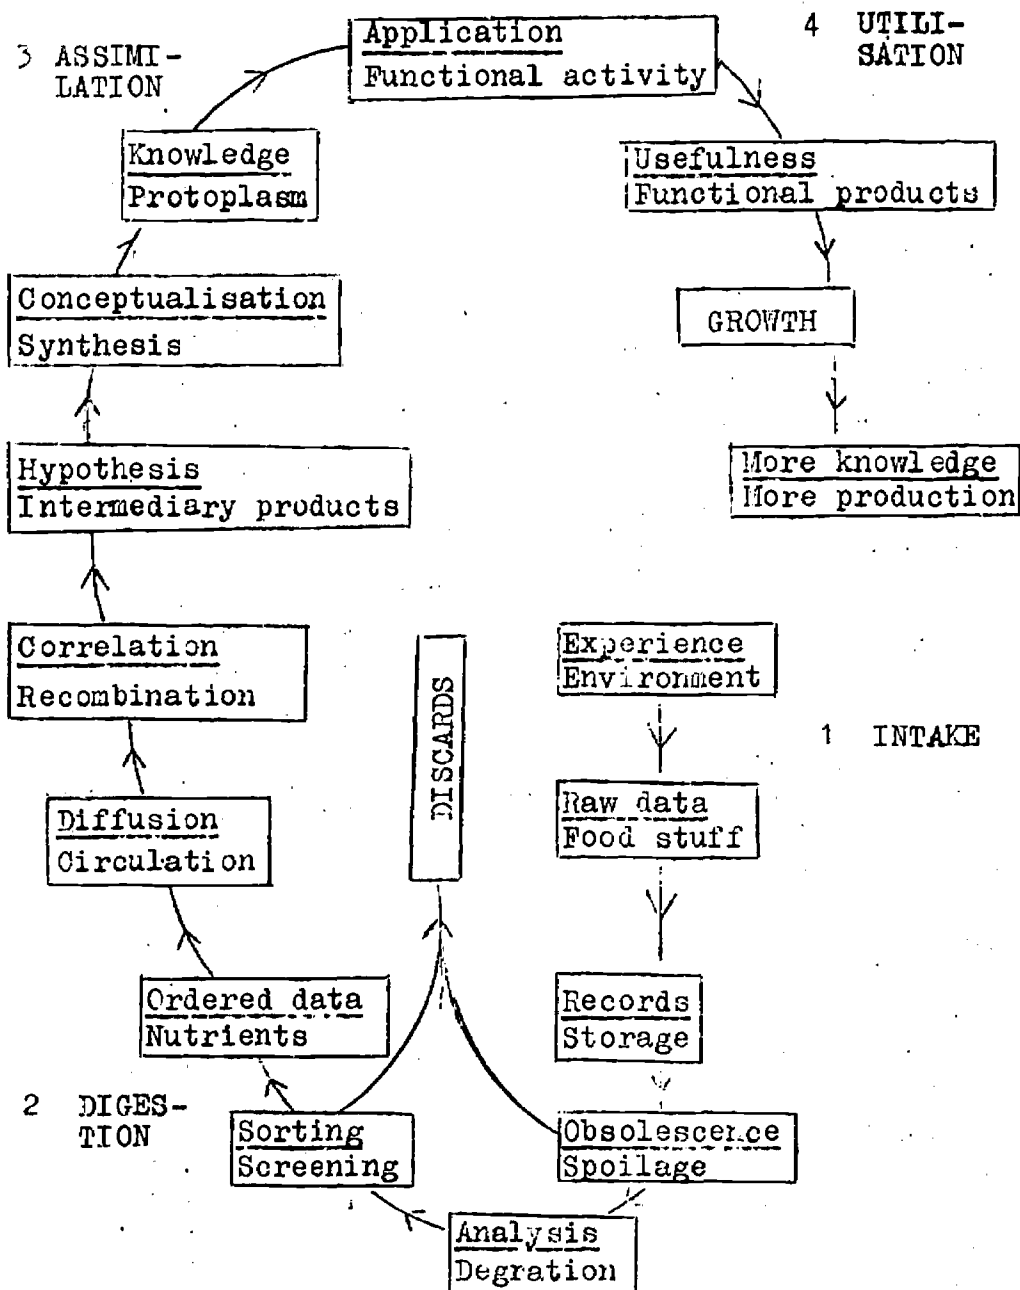 3 ASSIMI-
LATION
Application
Functional activity
4 UTILI-
SATION
Knowledge
Protoplasm
Usefulness
Functional products
Conceptualisation
Synthesis
GROWTH
Hypothesis
Intermediary products
More knowledge
More production
Correlation
Recombination
DISCARDS
Experience
Environment
1 INTAKE
Diffusion
Circulation
Raw data
Food stuff
Ordered data
Nutrients
Records
Storage
2 DIGES-
TION
Sorting
Screening
Obsolescence
Spoilage
Analysis
Degration